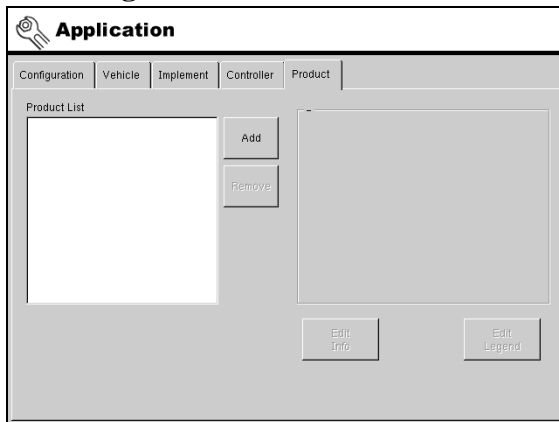 Application
Configuration Vehicle Implement Controller Product
Product List
Add
Remove
Edit
Info
Edit
Legend